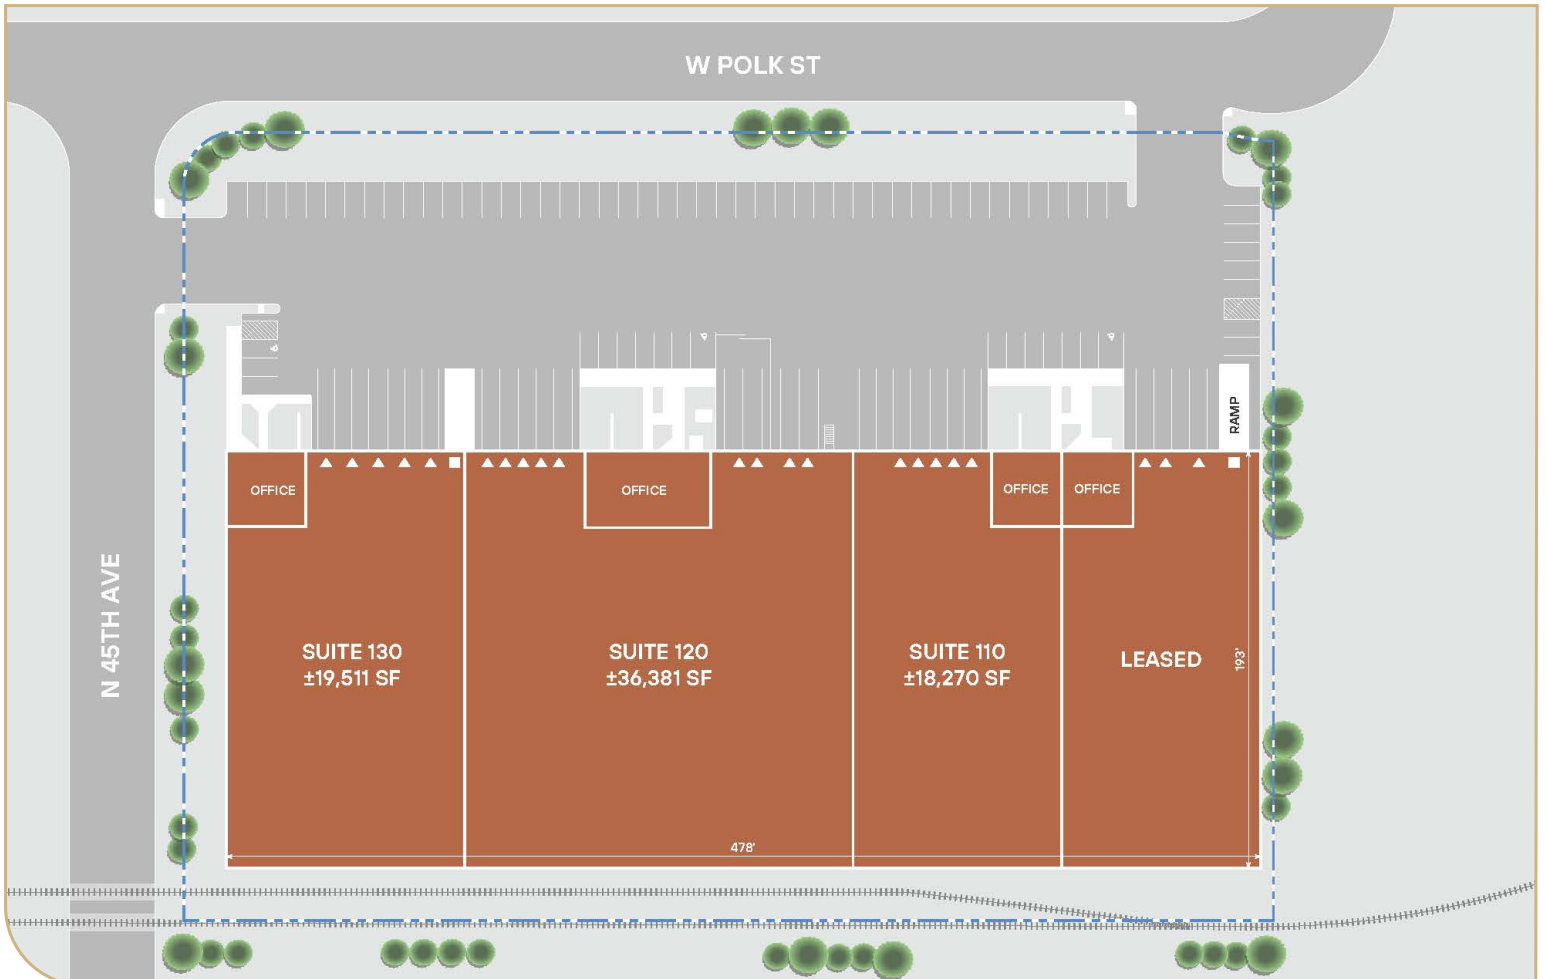 W POLK ST
N 45TH AVE
RAMP
OFFICE
OFFICE
OFFICE
OFFICE
SUITE 130
±19,511 SF
SUITE 120
±36,381 SF
SUITE 110
±18,270 SF
LEASED
193'
478'